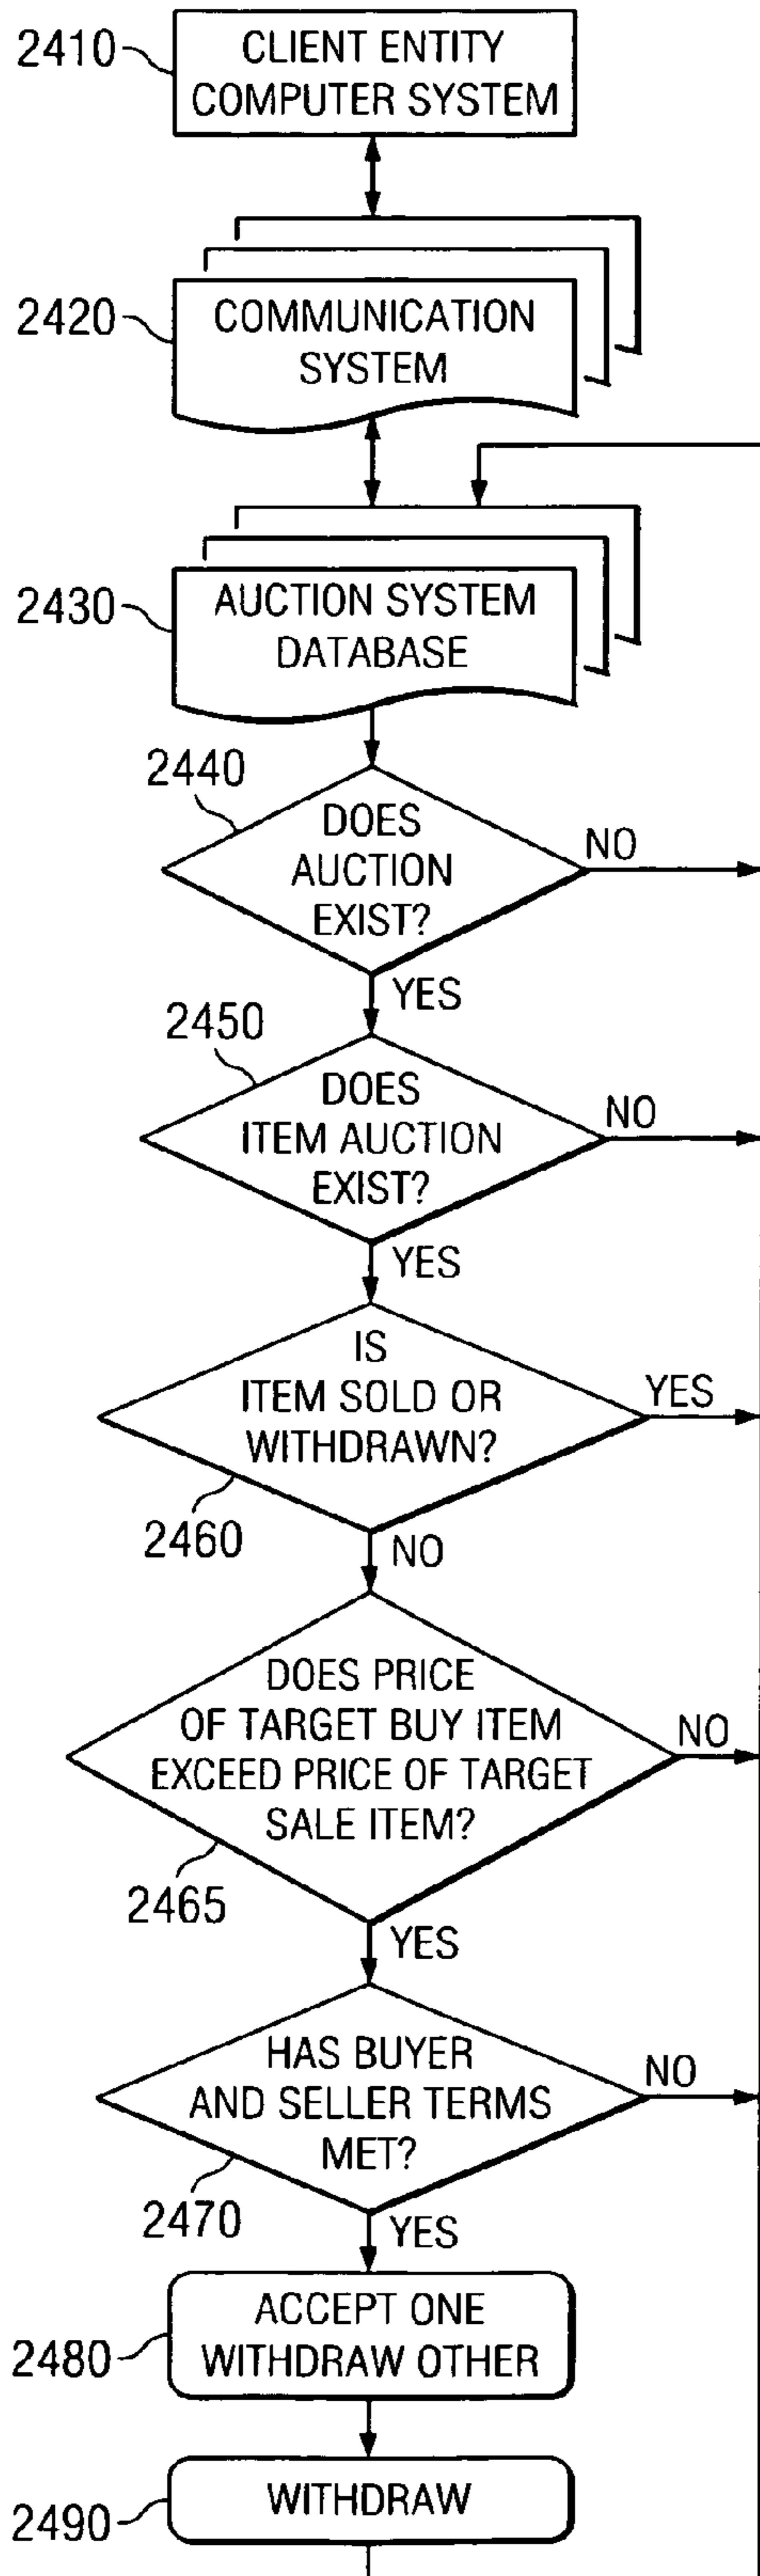 2410
CLIENT ENTITY
COMPUTER SYSTEM
2420
COMMUNICATION
SYSTEM
2430
AUCTION SYSTEM
DATABASE
2440
DOES
AUCTION
EXIST?
NO
YES
2450
DOES
ITEM AUCTION
EXIST?
NO
YES
IS
ITEM SOLD OR
WITHDRAWN?
YES
2460
NO
DOES PRICE
OF TARGET BUY ITEM
EXCEED PRICE OF TARGET
SALE ITEM?
NO
2465
YES
HAS BUYER
AND SELLER TERMS
MET?
NO
2470
YES
2480
ACCEPT ONE
WITHDRAW OTHER
2490
WITHDRAW